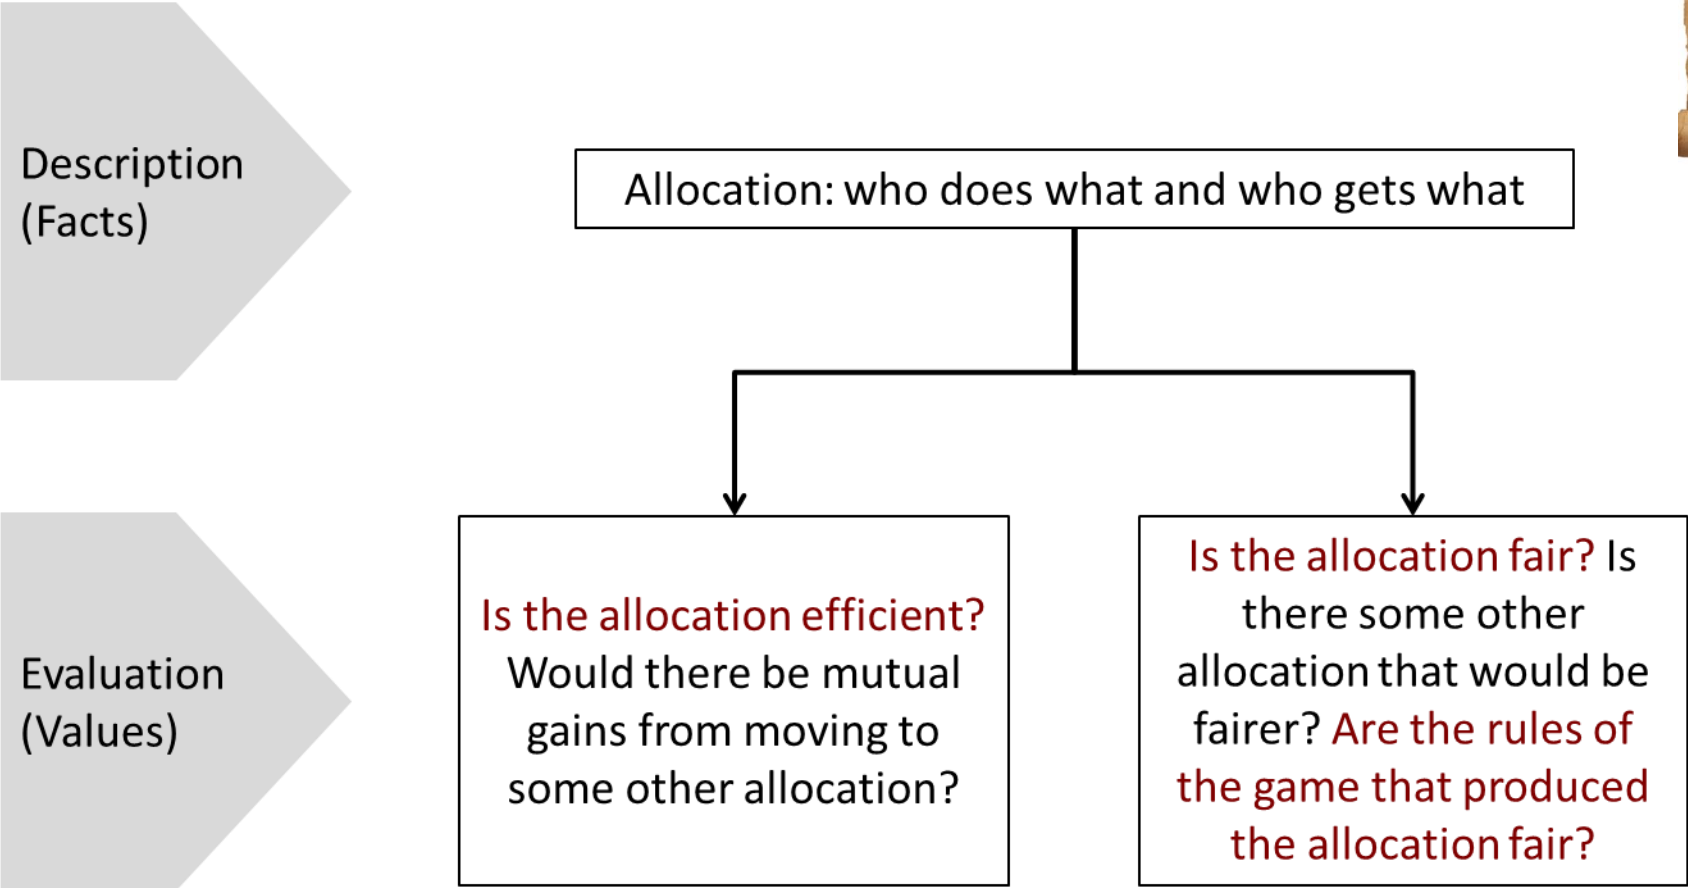 Description
(Facts)
Allocation: who does what and who gets what
Evaluation
(Values)
Is the allocation efficient?
Would there be mutual
gains from moving to
some other allocation?
Is the allocation fair? Is
there some other
allocation that would be
fairer? Are the rules of
the game that produced
the allocation fair?